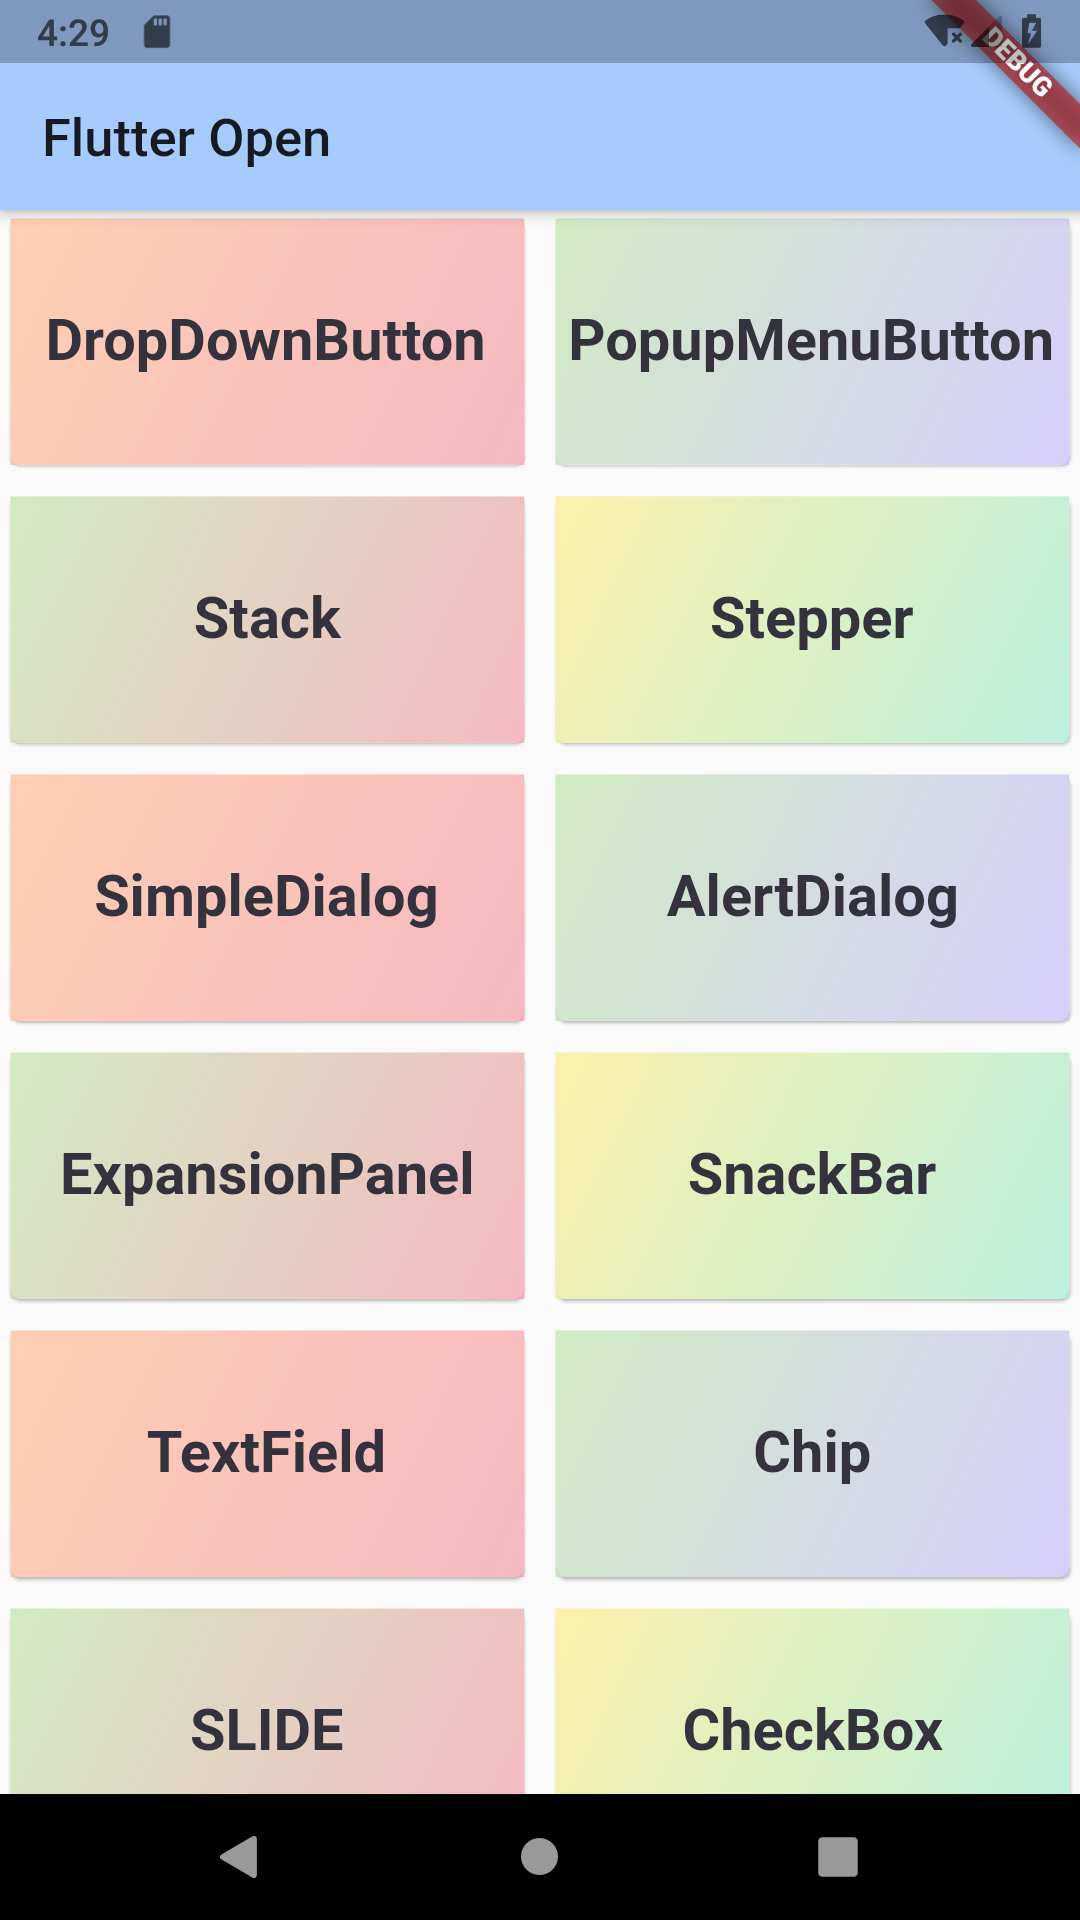 4:29
DEBUG
Flutter Open
DropDownButton
PopupMenuButton
Stack
Stepper
SimpleDialog
AlertDialog
ExpansionPanel
SnackBar
TextField
Chip
SLIDE
CheckBox